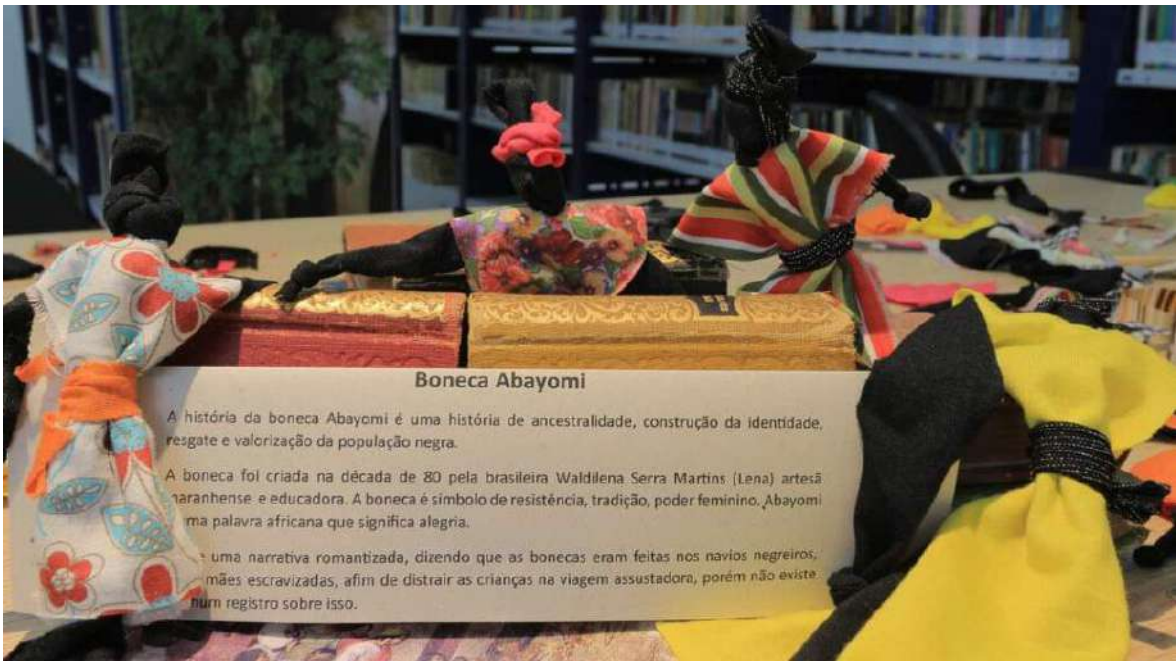 Boneca Abayomi
A história da boneca Abayomi é uma história de ancestralidade, construção da identidade,
resgate e valorização da população negra.
A boneca foi criada na década de 80 pela brasileira Waldilena Serra Martins (Lena) artesã
maranhense e educadora. A boneca é símbolo de resistência, tradição, poder feminino. Abayomi
ma palavra africana que significa alegria.
e uma narrativa romantizada, dizendo que as bonecas eram feitas nos navios negreiros,
mães escravizadas, afim de distrair as crianças na viagem assustadora, porém não existe
hum registro sobre isso.